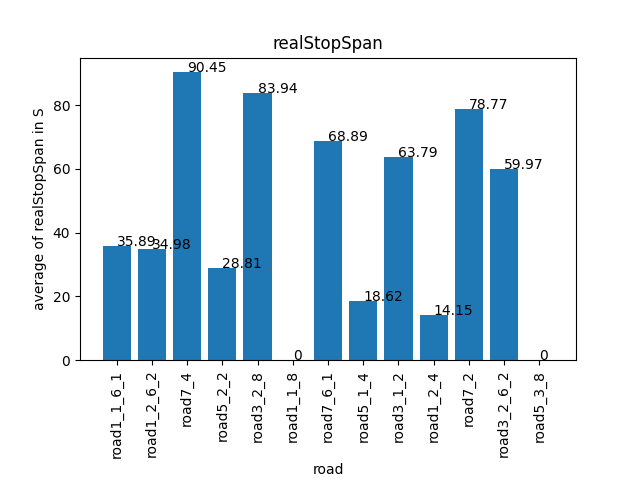 realStopSpan
average of realStopSpan in S
80
60
40
20
0
35.89
34.98
90.45
28.81
83.94
0
68.89
18.62
63.79
14.15
78.77
59.97
0
road1_1_6_1
road1_2_6_2
road7_4
road5_2_2
road3_2_8
road1_1_8
road7_6_1
road5_1_4
road3_1_2
road1_2_4
road7_2
road3_2_6_2
road5_3_8
road